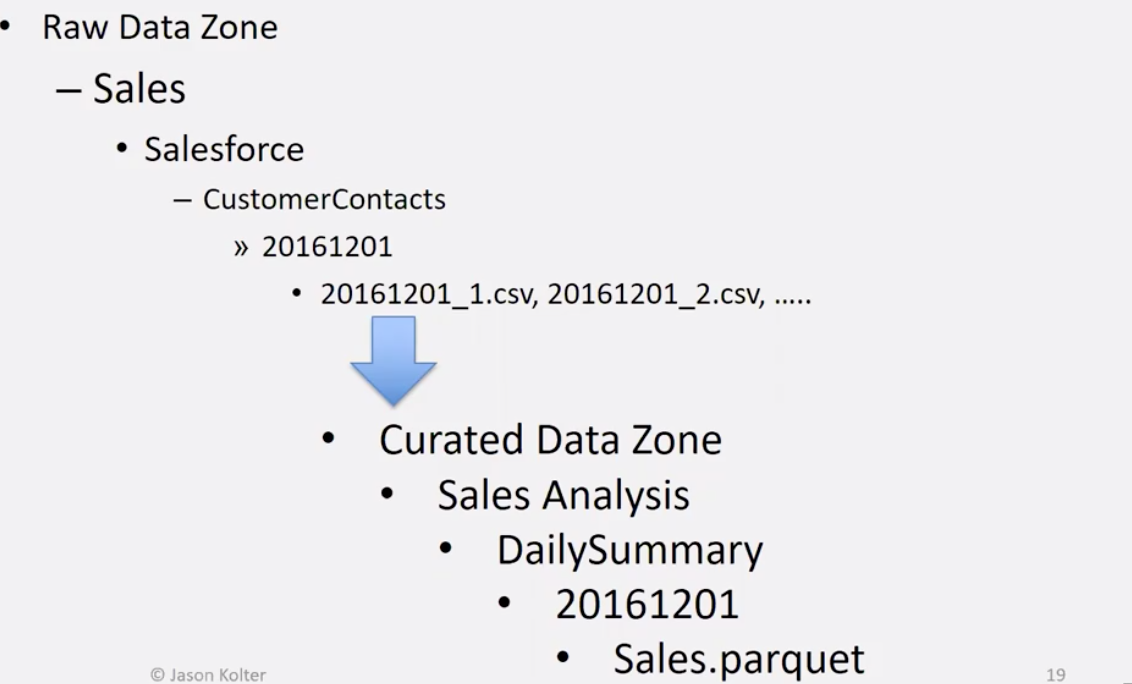 • Raw Data Zone
– Sales
• Salesforce
– CustomerContacts
» 20161201
• 20161201_1.csv, 20161201_2.csv, …..
• Curated Data Zone
• Sales Analysis
• DailySummary
• 20161201
• Sales.parquet
© Jason Kolter
19